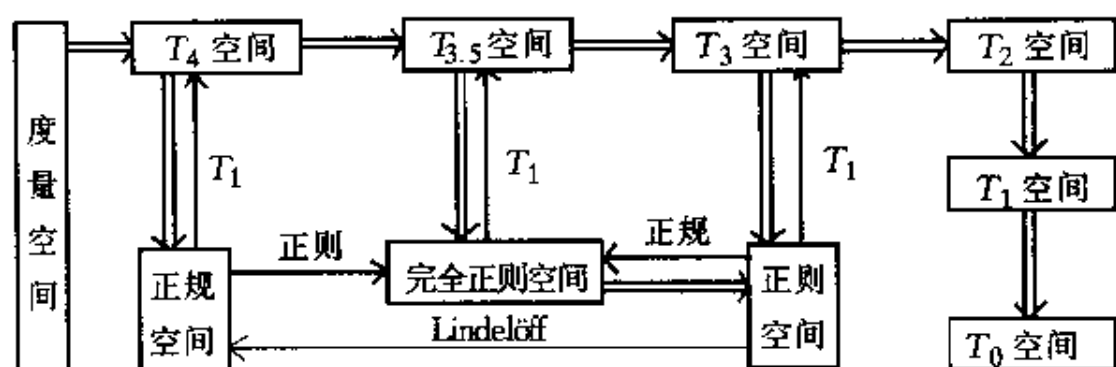 度量空间
T₄ 空间
T₃.₅ 空间
T₃ 空间
T₂ 空间
T₁
T₁
T₁
T₁ 空间
正则
正规
正规空间
完全正则空间
正则空间
Lindelöff
T₀ 空间